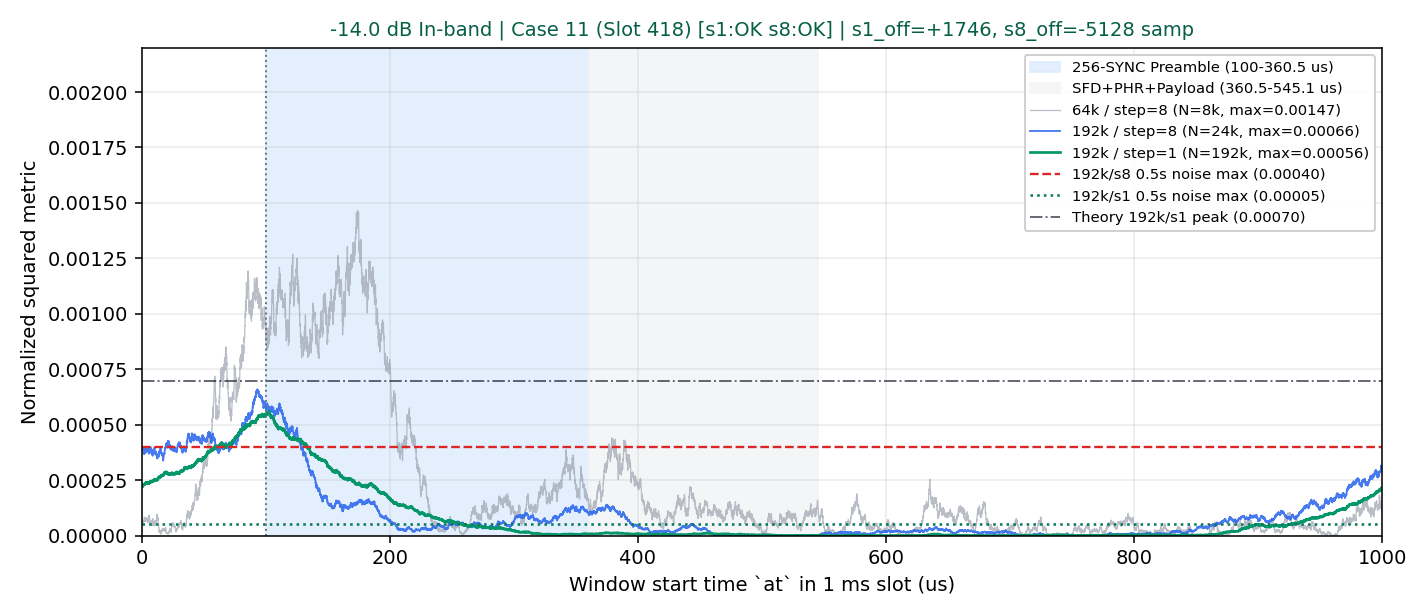 -14.0 dB In-band | Case 11 (Slot 418) [s1:OK s8:OK] | s1_off=+1746, s8_off=-5128 samp
256-SYNC Preamble (100-360.5 us)
SFD+PHR+Payload (360.5-545.1 us)
64k / step=8 (N=8k, max=0.00147)
192k / step=8 (N=24k, max=0.00066)
192k / step=1 (N=192k, max=0.00056)
192k/s8 0.5s noise max (0.00040)
192k/s1 0.5s noise max (0.00005)
Theory 192k/s1 peak (0.00070)
Normalized squared metric
0.00200
0.00175
0.00150
0.00125
0.00100
0.00075
0.00050
0.00025
0.00000
0 200 400 600 800 1000
Window start time `at` in 1 ms slot (us)